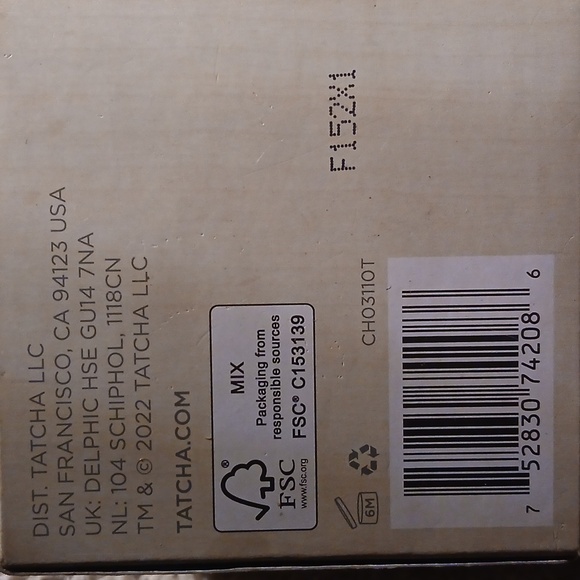 DIST. TATCHA LLC
SAN FRANCISCO, CA 94123 USA
UK: DELPHIC HSE GU14 7NA
NL: 104 SCHIPHOL, 1118CN
TM & © 2022 TATCHA LLC
TATCHA.COM
FSC
www.fsc.org
MIX
Packaging from
responsible sources
FSC® C153139
6M
CH03110T
F152X1
7 52830 74208 6